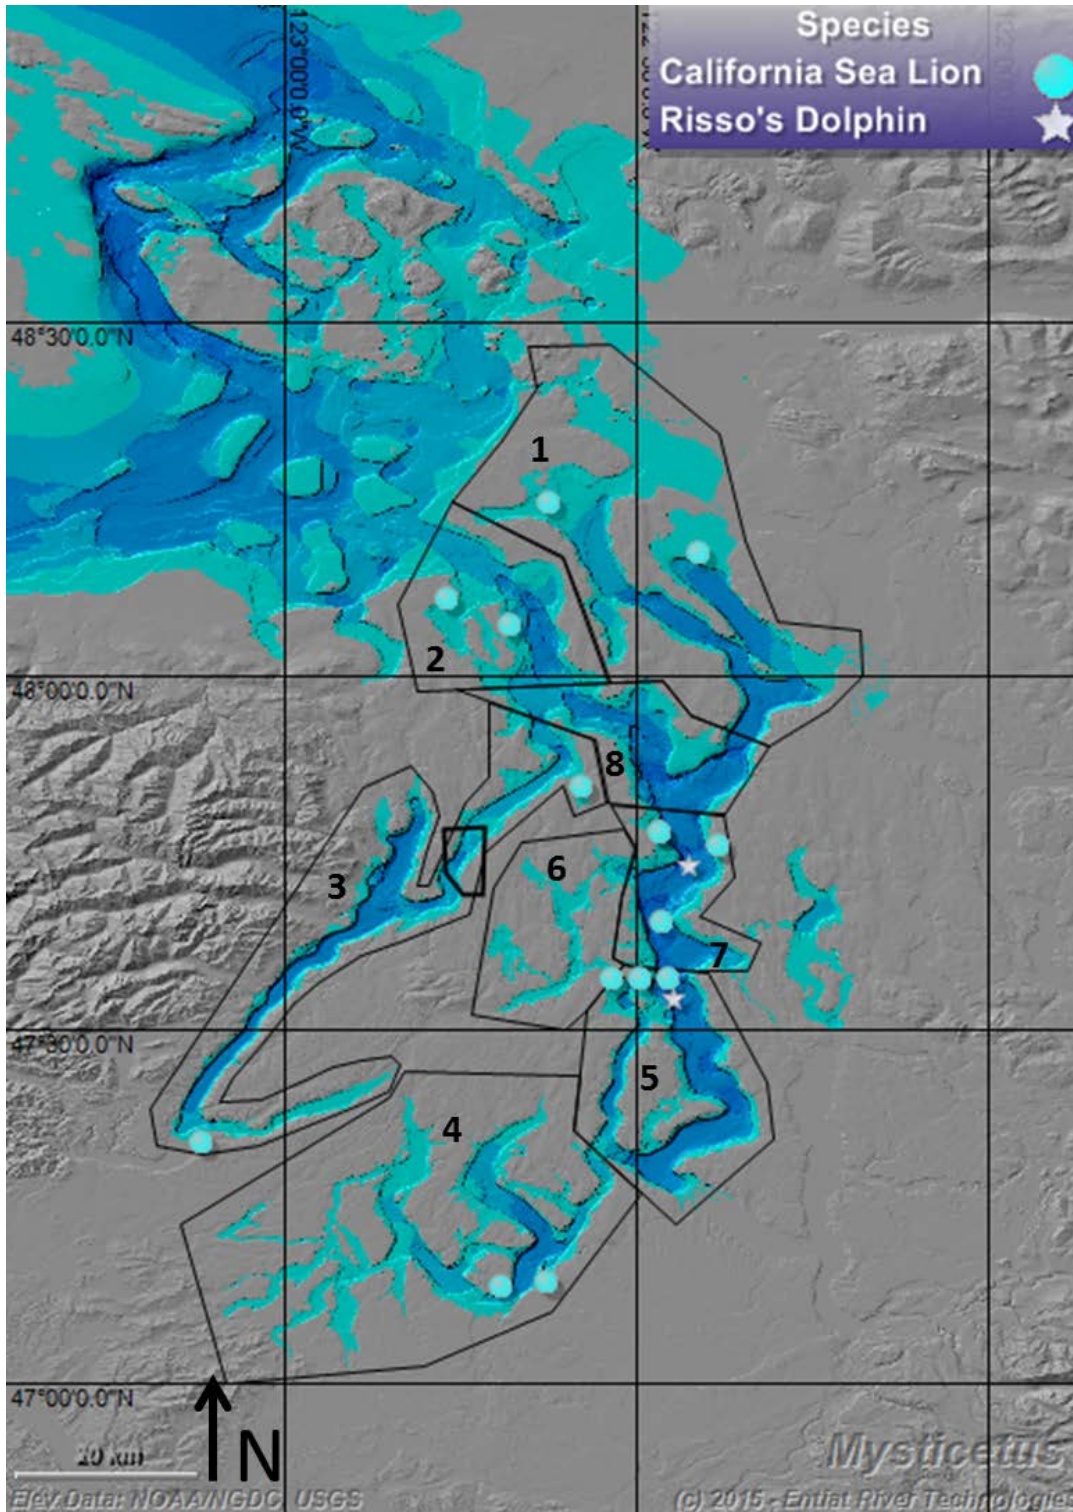 Species
California Sea Lion
Risso's Dolphin
123°00'0.0"W
48°30'0.0"N
1
2
48°00'0.0"N
8
3
6
7
47°30'0.0"N
5
4
47°00'0.0"N
N
Mysticetus
Elev Data: NOAA/NGDC, USGS
(c) 2015 - Entiat River Technologies